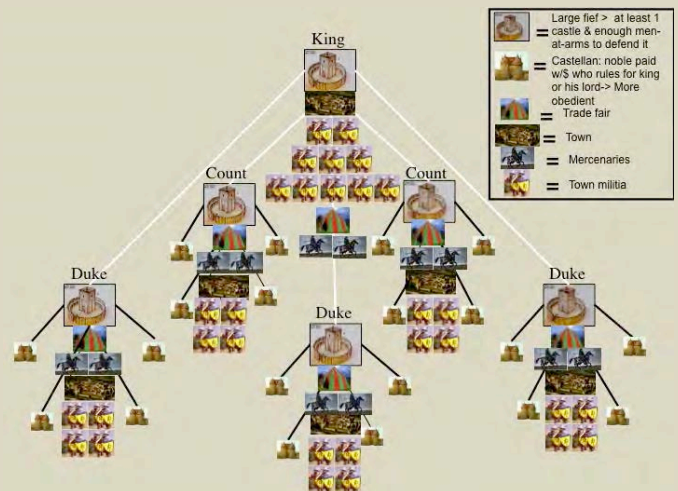 King
Large fief > at least 1
castle & enough men-
at-arms to defend it
=
Castellan: noble paid
w/$ who rules for king
or his lord-> More
obedient
=
= Trade fair
= Town
= Mercenaries
= Town militia
Count
Count
Duke
Duke
Duke